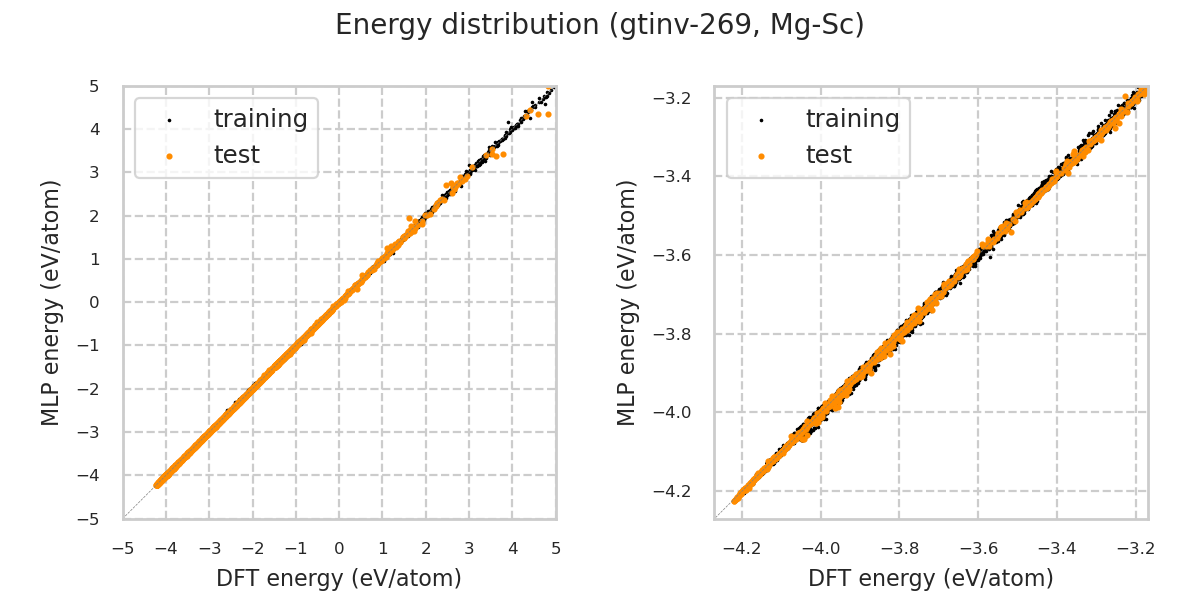 Energy distribution (gtinv-269, Mg-Sc)
training
test
5
4
3
2
1
0
−1
−2
−3
−4
−5
−5 −4 −3 −2 −1 0 1 2 3 4 5
MLP energy (eV/atom)
DFT energy (eV/atom)
training
test
−3.2
−3.4
−3.6
−3.8
−4.0
−4.2
−4.2 −4.0 −3.8 −3.6 −3.4 −3.2
MLP energy (eV/atom)
DFT energy (eV/atom)